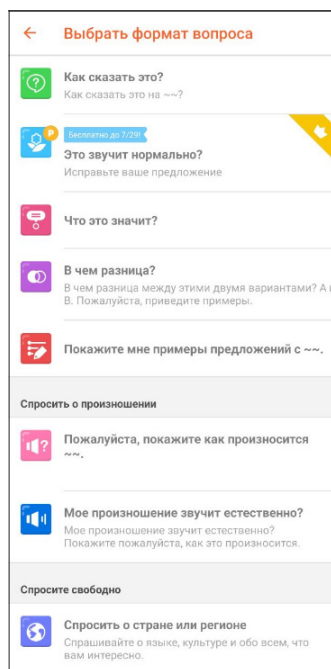 Выбрать формат вопроса
Как сказать это?
Как сказать это на ~~?
P
Бесплатно до 7/29!
Это звучит нормально?
Исправьте ваше предложение
Что это значит?
В чем разница?
В чем разница между этими двумя вариантами? А и
В. Пожалуйста, приведите примеры.
Покажите мне примеры предложений с ~~.
Спросить о произношении
Пожалуйста, покажите как произносится
~~.
Мое произношение звучит естественно?
Мое произношение звучит естественно?
Покажите пожалуйста, как это произносится.
Спросите свободно
Спросить о стране или регионе
Спрашивайте о языке, культуре и обо всем, что
вам интересно.